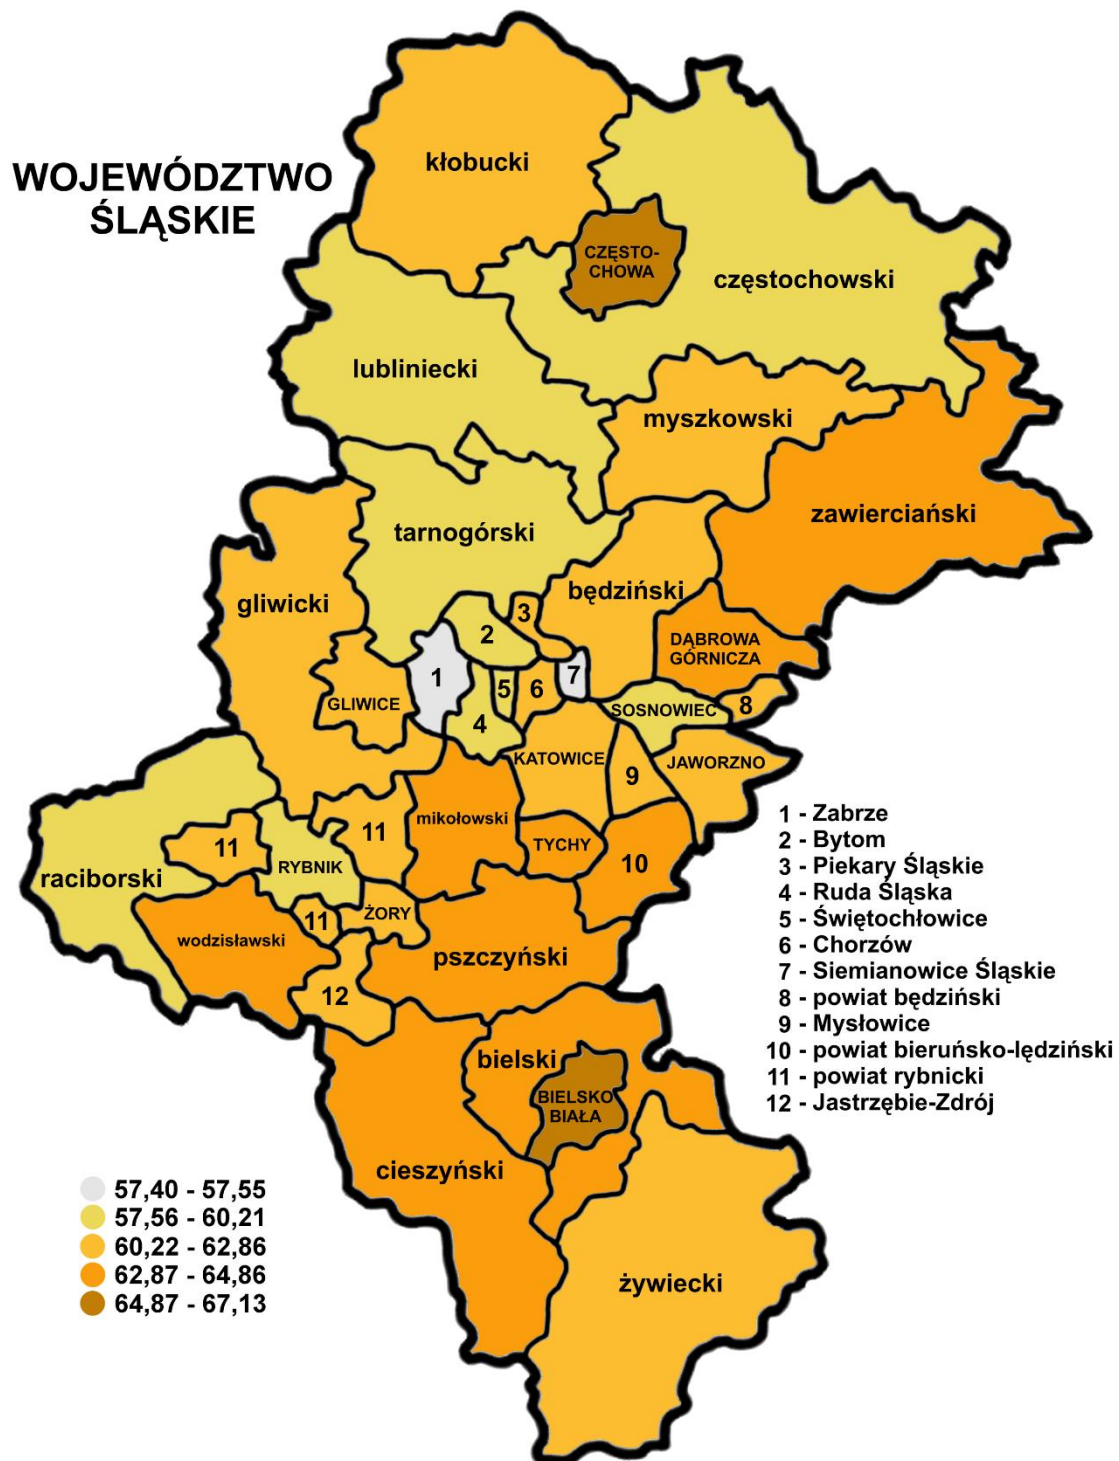 WOJEWÓDZTWO
ŚLĄSKIE
kłobucki
CZĘSTO-
CHOWA
częstochowski
lubliniecki
myszkowski
zawierciański
tarnogórski
będziński
gliwicki
3
2
DĄBROWA
GÓRNICZA
1
7
5
6
GLIWICE
8
SOSNOWIEC
4
KATOWICE
JAWORZNO
9
mikołowski
11
11
TYCHY
10
RYBNIK
raciborski
11
ŻORY
wodzisławski
pszczyński
12
bielski
BIELSKO
BIAŁA
cieszyński
żywiecki
1 - Zabrze
2 - Bytom
3 - Piekary Śląskie
4 - Ruda Śląska
5 - Świętochłowice
6 - Chorzów
7 - Siemianowice Śląskie
8 - powiat będziński
9 - Mysłowice
10 - powiat bieruńsko-lędziński
11 - powiat rybnicki
12 - Jastrzębie-Zdrój
57,40 - 57,55
57,56 - 60,21
60,22 - 62,86
62,87 - 64,86
64,87 - 67,13